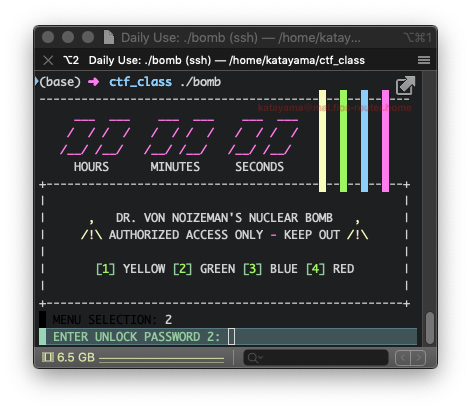 Daily Use: ./bomb (ssh) — /home/katay... ⌥⌘1
⌥2 Daily Use: ./bomb (ssh) — /home/katayama/ctf_class
(base) ➜ ctf_class ./bomb
HOURS MINUTES SECONDS
DR. VON NOIZEMAN'S NUCLEAR BOMB
/!\ AUTHORIZED ACCESS ONLY - KEEP OUT /!\
[1] YELLOW [2] GREEN [3] BLUE [4] RED
MENU SELECTION: 2
ENTER UNLOCK PASSWORD 2:
6.5 GB